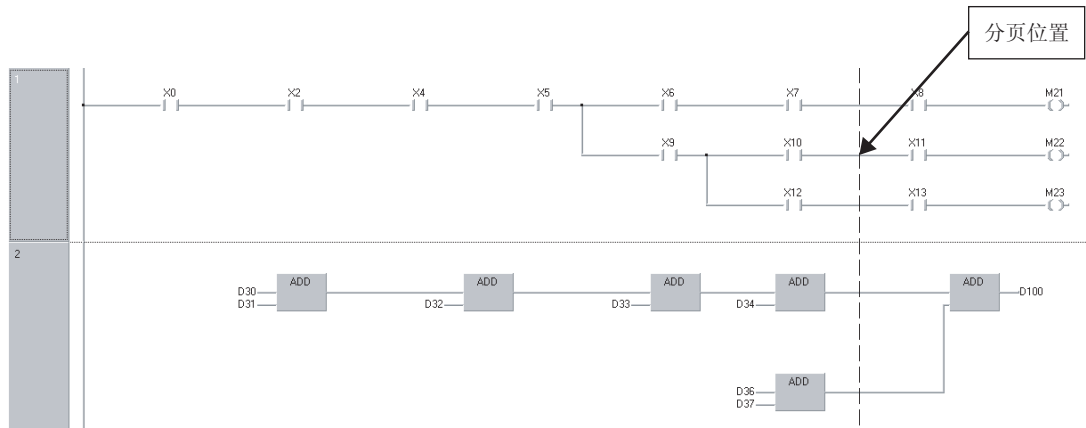 分页位置
1
X0 X2 X4 X5 X6 X7 X8 M21
X9 X10 X11 M22
X12 X13 M23
2
ADD ADD ADD ADD ADD
D30 D100
D31 D32 D33 D34
ADD
D36
D37